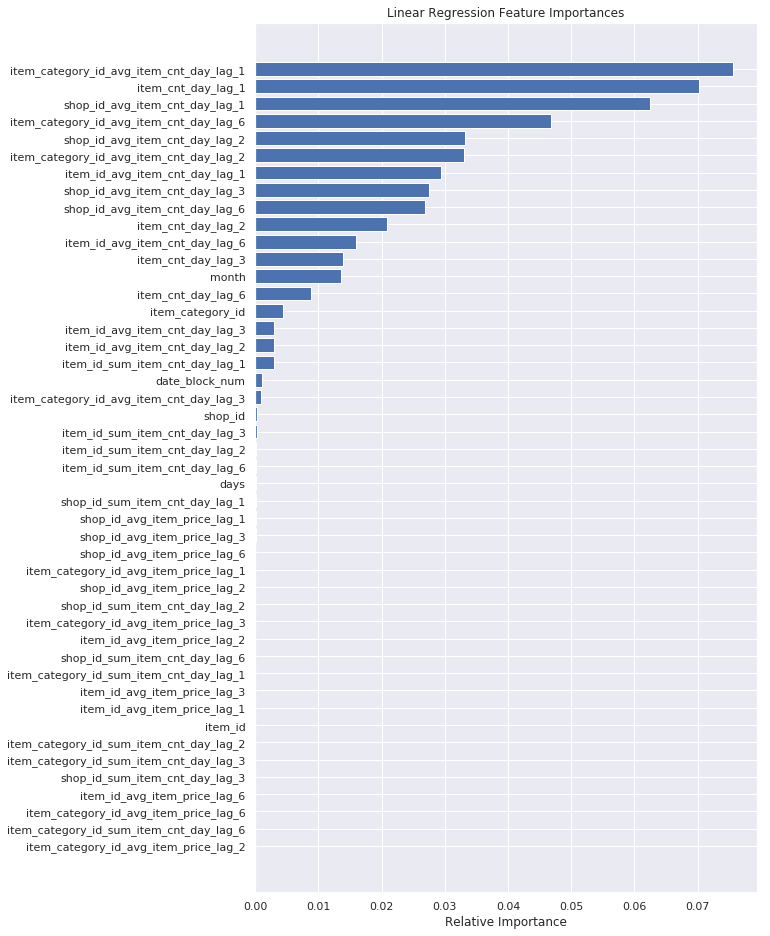 Linear Regression Feature Importances
item_category_id_avg_item_cnt_day_lag_1
item_cnt_day_lag_1
shop_id_avg_item_cnt_day_lag_1
item_category_id_avg_item_cnt_day_lag_6
shop_id_avg_item_cnt_day_lag_2
item_category_id_avg_item_cnt_day_lag_2
item_id_avg_item_cnt_day_lag_1
shop_id_avg_item_cnt_day_lag_3
shop_id_avg_item_cnt_day_lag_6
item_cnt_day_lag_2
item_id_avg_item_cnt_day_lag_6
item_cnt_day_lag_3
month
item_cnt_day_lag_6
item_category_id
item_id_avg_item_cnt_day_lag_3
item_id_avg_item_cnt_day_lag_2
item_id_sum_item_cnt_day_lag_1
date_block_num
item_category_id_avg_item_cnt_day_lag_3
shop_id
item_id_sum_item_cnt_day_lag_3
item_id_sum_item_cnt_day_lag_2
item_id_sum_item_cnt_day_lag_6
days
shop_id_sum_item_cnt_day_lag_1
shop_id_avg_item_price_lag_1
shop_id_avg_item_price_lag_3
shop_id_avg_item_price_lag_6
item_category_id_avg_item_price_lag_1
shop_id_avg_item_price_lag_2
shop_id_sum_item_cnt_day_lag_2
item_category_id_avg_item_price_lag_3
item_id_avg_item_price_lag_2
shop_id_sum_item_cnt_day_lag_6
item_category_id_sum_item_cnt_day_lag_1
item_id_avg_item_price_lag_3
item_id_avg_item_price_lag_1
item_id
item_category_id_sum_item_cnt_day_lag_2
item_category_id_sum_item_cnt_day_lag_3
shop_id_sum_item_cnt_day_lag_3
item_id_avg_item_price_lag_6
item_category_id_avg_item_price_lag_6
item_category_id_sum_item_cnt_day_lag_6
item_category_id_avg_item_price_lag_2
0.00 0.01 0.02 0.03 0.04 0.05 0.06 0.07
Relative Importance